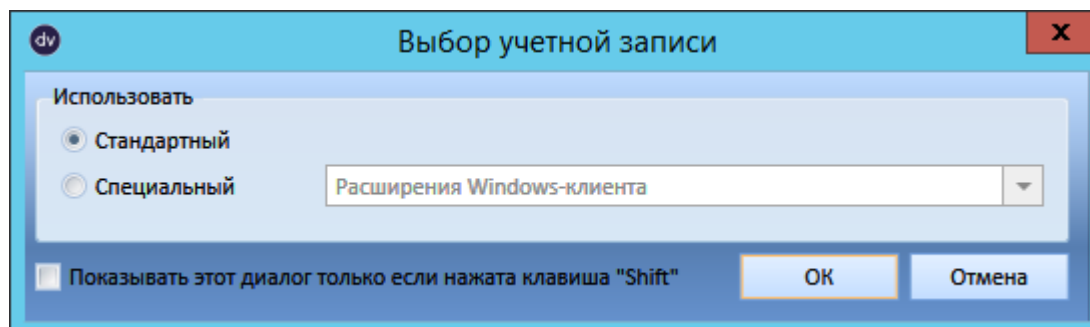 dv
Выбор учетной записи
x
Использовать
Стандартный
Специальный
Расширения Windows-клиента
Показывать этот диалог только если нажата клавиша "Shift"
ОК
Отмена